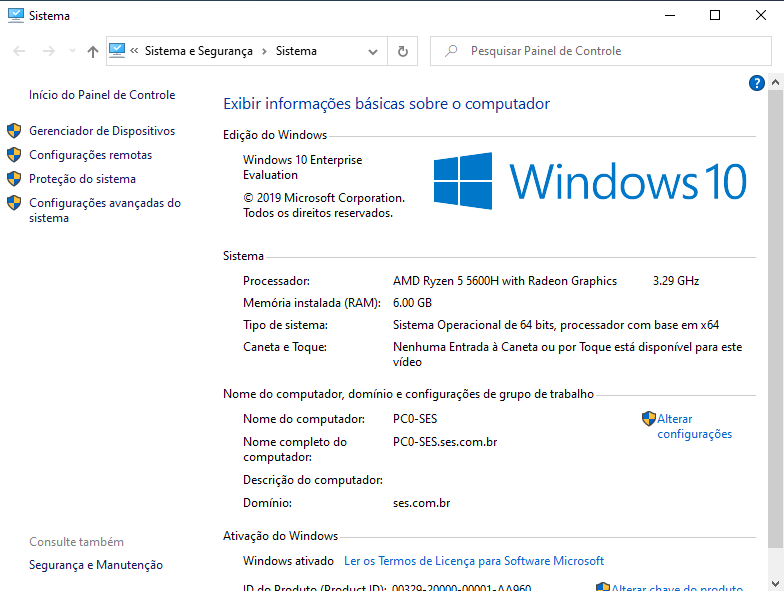 Sistema
« Sistema e Segurança › Sistema
Pesquisar Painel de Controle
Início do Painel de Controle
Gerenciador de Dispositivos
Configurações remotas
Proteção do sistema
Configurações avançadas do
sistema
Consulte também
Segurança e Manutenção
?
Exibir informações básicas sobre o computador
Edição do Windows
Windows 10 Enterprise
Evaluation
© 2019 Microsoft Corporation.
Todos os direitos reservados.
Windows 10
Sistema
Processador: AMD Ryzen 5 5600H with Radeon Graphics 3.29 GHz
Memória instalada (RAM): 6.00 GB
Tipo de sistema: Sistema Operacional de 64 bits, processador com base em x64
Caneta e Toque: Nenhuma Entrada à Caneta ou por Toque está disponível para este
vídeo
Nome do computador, domínio e configurações de grupo de trabalho
Nome do computador: PC0-SES
Alterar
configurações
Nome completo do
computador: PC0-SES.ses.com.br
Descrição do computador:
Domínio: ses.com.br
Ativação do Windows
Windows ativado Ler os Termos de Licença para Software Microsoft
ID do Produto (Product ID): 00329-20000-00001-AA960
Alterar chave do produto